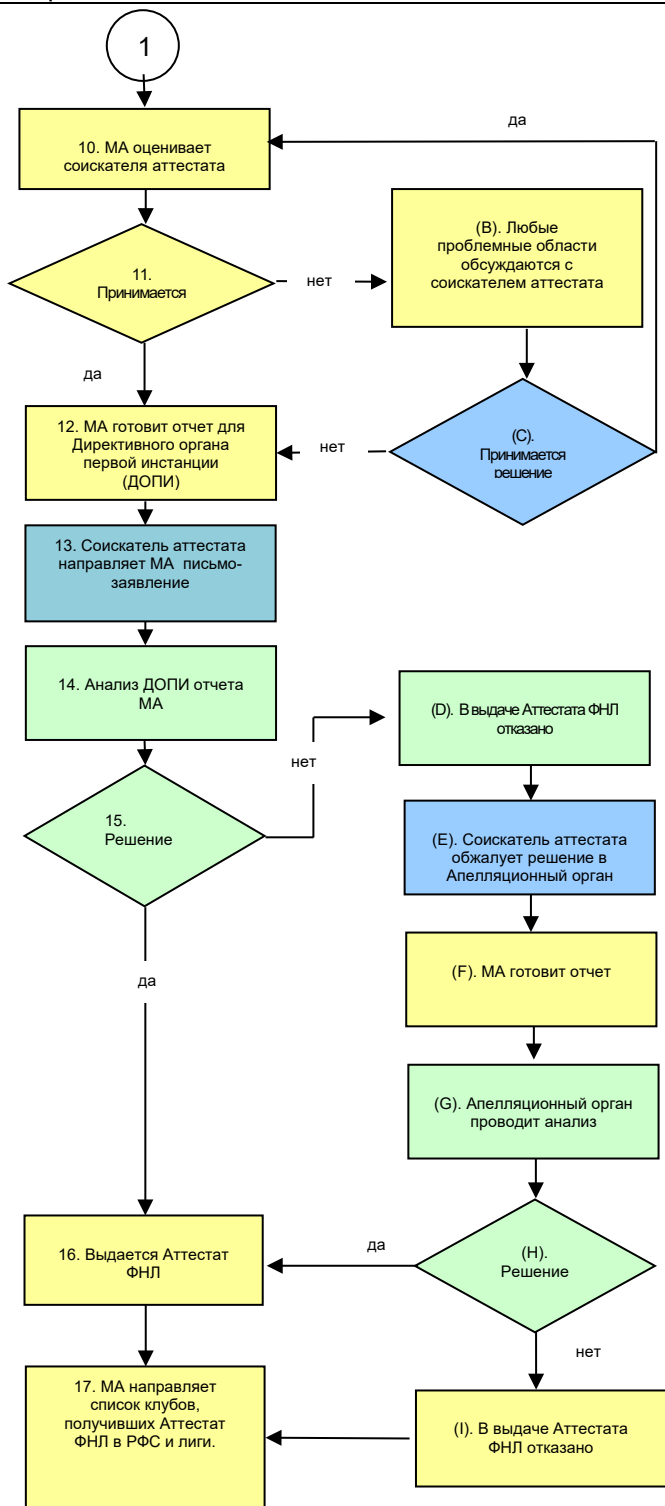 1
10. МА оценивает
соискателя аттестата
да
11.
Принимается
нет
(В). Любые
проблемные области
обсуждаются с
соискателем аттестата
да
12. МА готовит отчет для
Директивного органа
первой инстанции
(ДОПИ)
нет
(С).
Принимается
решение
13. Соискатель аттестата
направляет МА письмо-
заявление
14. Анализ ДОПИ отчета
МА
(D). В выдаче Аттестата ФНЛ
отказано
нет
15.
Решение
(E). Соискатель аттестата
обжалует решение в
Апелляционный орган
(F). МА готовит отчет
да
(G). Апелляционный орган
проводит анализ
16. Выдается Аттестат
ФНЛ
да
(H).
Решение
нет
17. МА направляет
список клубов,
получивших Аттестат
ФНЛ в РФС и лиги.
(I). В выдаче Аттестата
ФНЛ отказано